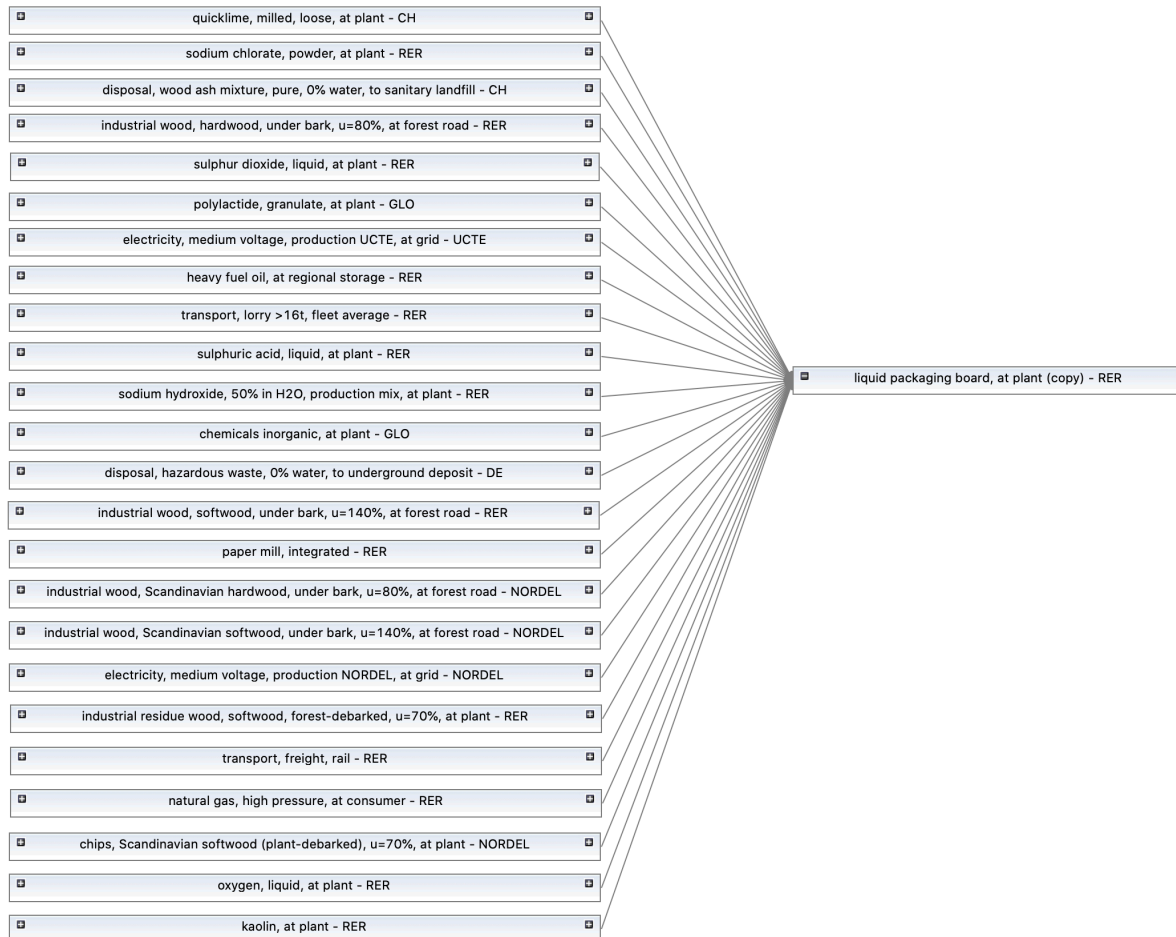 quicklime, milled, loose, at plant - CH
sodium chlorate, powder, at plant - RER
disposal, wood ash mixture, pure, 0% water, to sanitary landfill - CH
industrial wood, hardwood, under bark, u=80%, at forest road - RER
sulphur dioxide, liquid, at plant - RER
polylactide, granulate, at plant - GLO
electricity, medium voltage, production UCTE, at grid - UCTE
heavy fuel oil, at regional storage - RER
transport, lorry >16t, fleet average - RER
sulphuric acid, liquid, at plant - RER
liquid packaging board, at plant (copy) - RER
sodium hydroxide, 50% in H2O, production mix, at plant - RER
chemicals inorganic, at plant - GLO
disposal, hazardous waste, 0% water, to underground deposit - DE
industrial wood, softwood, under bark, u=140%, at forest road - RER
paper mill, integrated - RER
industrial wood, Scandinavian hardwood, under bark, u=80%, at forest road - NORDEL
industrial wood, Scandinavian softwood, under bark, u=140%, at forest road - NORDEL
electricity, medium voltage, production NORDEL, at grid - NORDEL
industrial residue wood, softwood, forest-debarked, u=70%, at plant - RER
transport, freight, rail - RER
natural gas, high pressure, at consumer - RER
chips, Scandinavian softwood (plant-debarked), u=70%, at plant - NORDEL
oxygen, liquid, at plant - RER
kaolin, at plant - RER